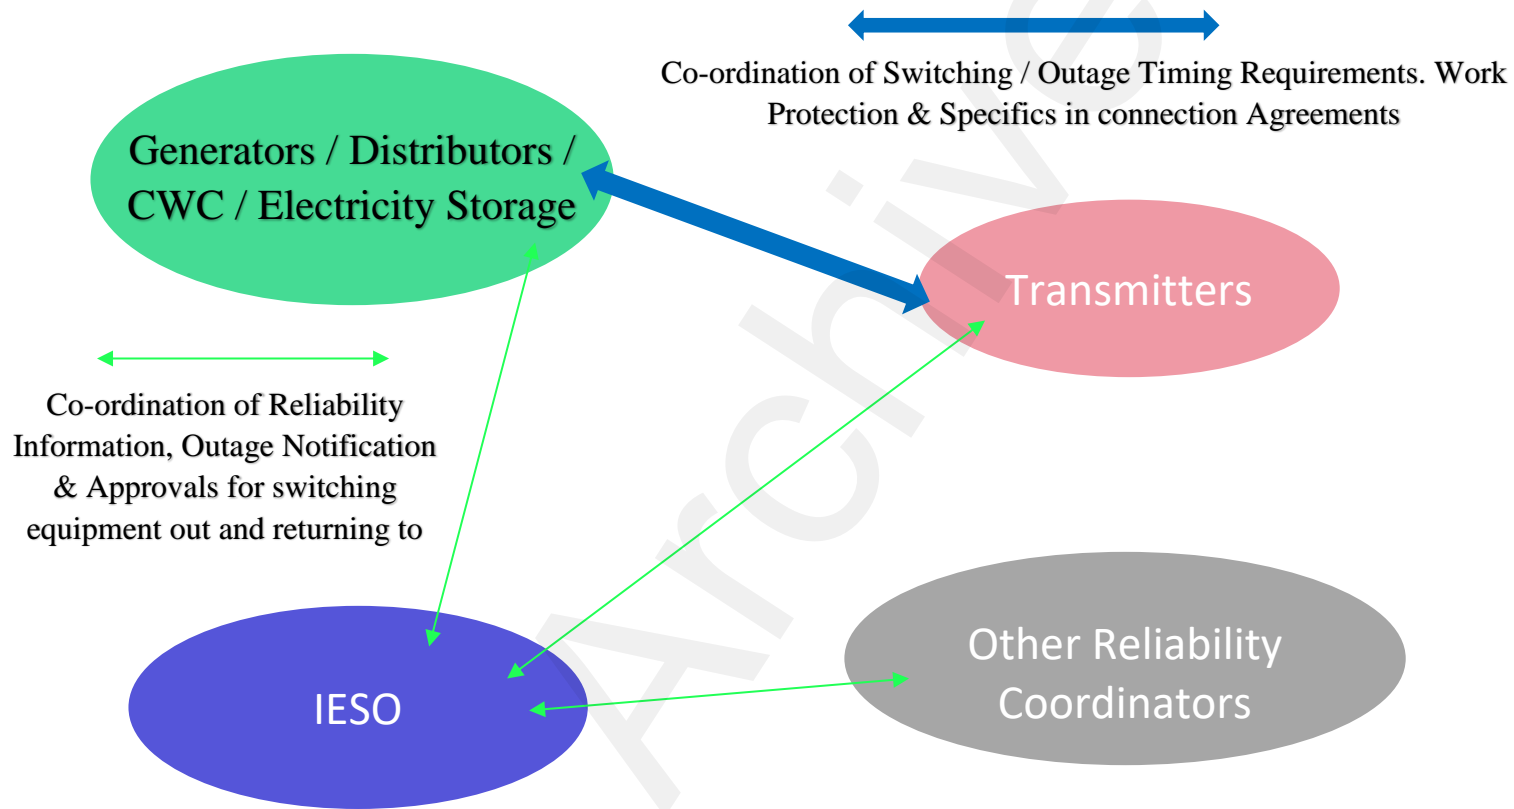 Co-ordination of Switching / Outage Timing Requirements. Work
Protection & Specifics in connection Agreements
Generators / Distributors /
CWC / Electricity Storage
Transmitters
Co-ordination of Reliability
Information, Outage Notification
& Approvals for switching
equipment out and returning to
IESO
Other Reliability
Coordinators
Archive